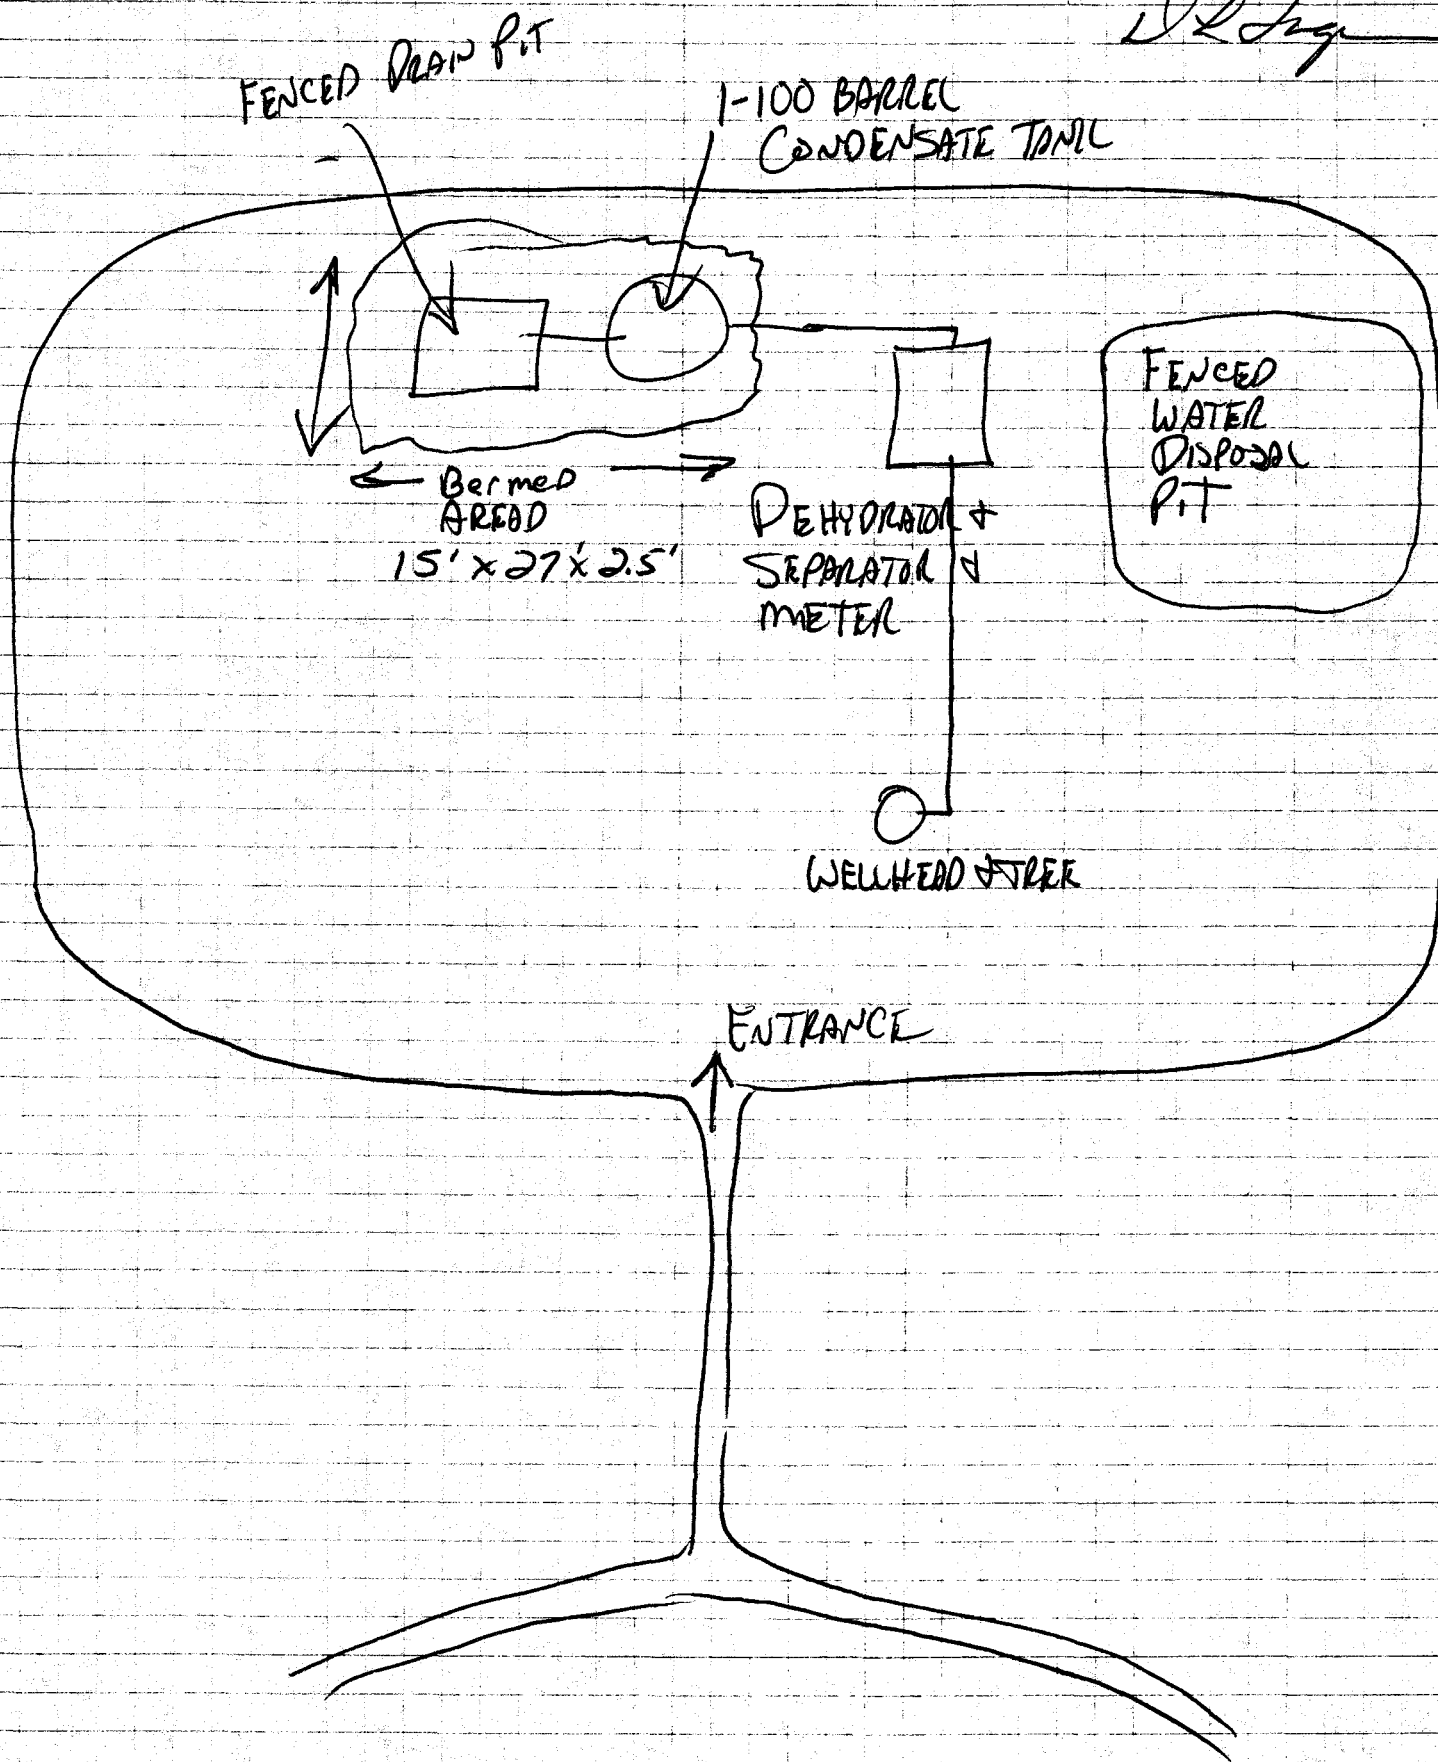 FENCED DRAIN PIT
1-100 BARREL
CONDENSATE TANK
FENCED
WATER
DISPOSAL
PIT
Bermed
AREAD
15' x 27' x 2.5'
DEHYDRATOR &
SEPARATOR &
METER
WELLHEAD & TREE
ENTRANCE